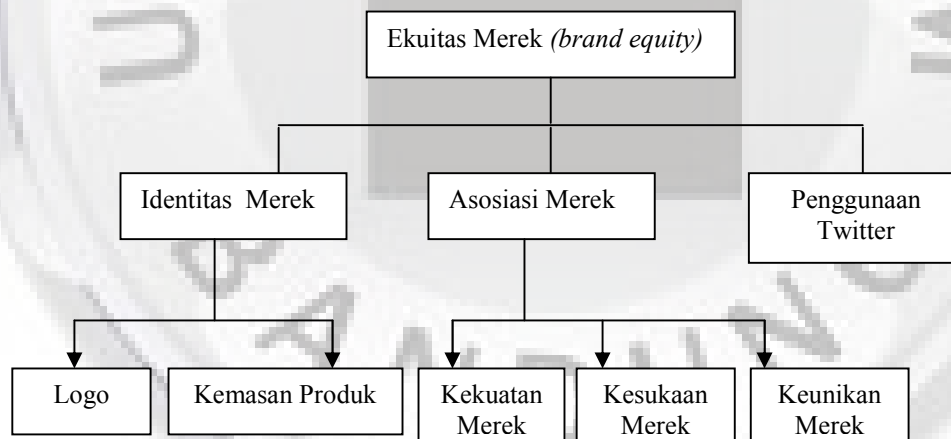 Ekuitas Merek (brand equity)
Identitas Merek
Asosiasi Merek
Penggunaan
Twitter
Logo
Kemasan Produk
Kekuatan
Merek
Kesukaan
Merek
Keunikan
Merek